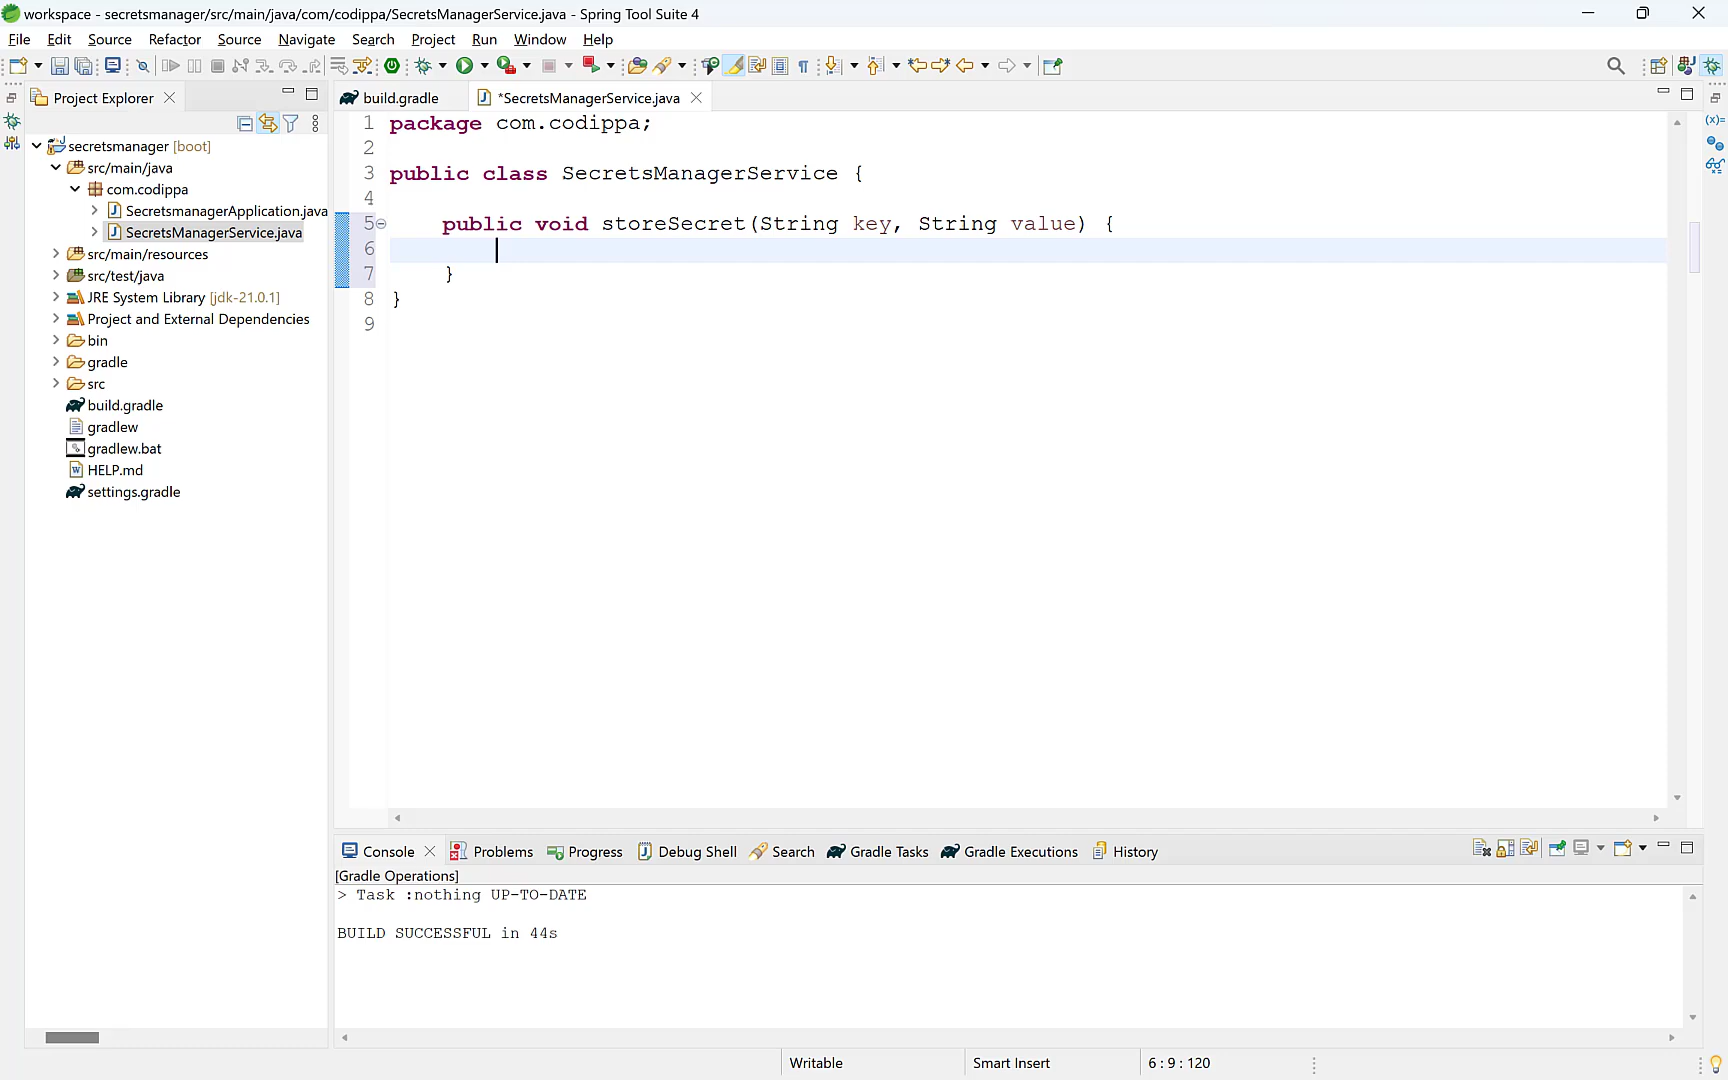 workspace - secretsmanager/src/main/java/com/codippa/SecretsManagerService.java - Spring Tool Suite 4
File Edit Source Refactor Source Navigate Search Project Run Window Help
Project Explorer
secretsmanager [boot]
src/main/java
com.codippa
SecretsmanagerApplication.java
SecretsManagerService.java
src/main/resources
src/test/java
JRE System Library [jdk-21.0.1]
Project and External Dependencies
bin
gradle
src
build.gradle
gradlew
gradlew.bat
HELP.md
settings.gradle
build.gradle *SecretsManagerService.java
1 package com.codippa;
2
3 public class SecretsManagerService {
4
5 public void storeSecret(String key, String value) {
6
7 }
8 }
9
Console Problems Progress Debug Shell Search Gradle Tasks Gradle Executions History
[Gradle Operations]
> Task :nothing UP-TO-DATE
BUILD SUCCESSFUL in 44s
Writable Smart Insert 6 : 9 : 120